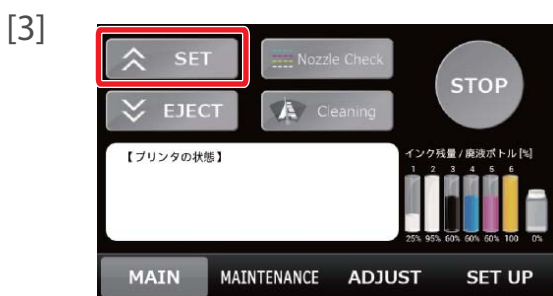 [3]
SET
Nozzle Check
STOP
EJECT
Cleaning
【プリンタの状態】
インク残量/廃液ボトル[%]
1 2 3 4 5 6
25% 95% 60% 60% 60% 100 0%
MAIN MAINTENANCE ADJUST SET UP